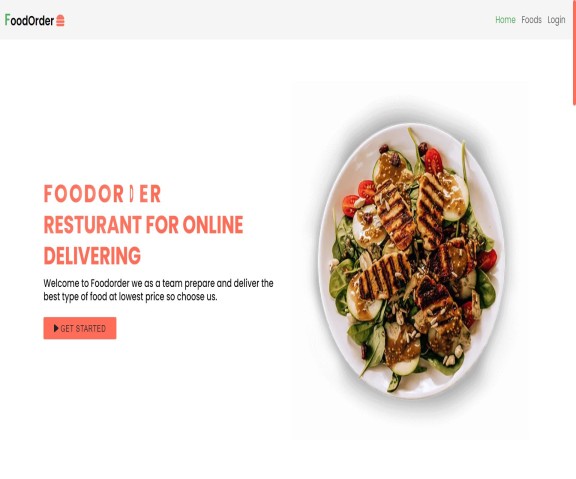 FoodOrder
Home Foods Login
FOODORDER
RESTURANT FOR ONLINE
DELIVERING
Welcome to Foodorder we as a team prepare and deliver the
best type of food at lowest price so choose us.
GET STARTED